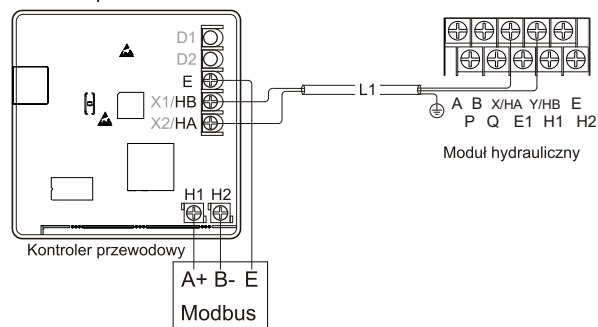 D1
D2
E
X1/HB
X2/HA
L1
H1 H2
Kontroler przewodowy
A+ B- E
Modbus
A B X/HA Y/HB E
P Q E1 H1 H2
Moduł hydrauliczny